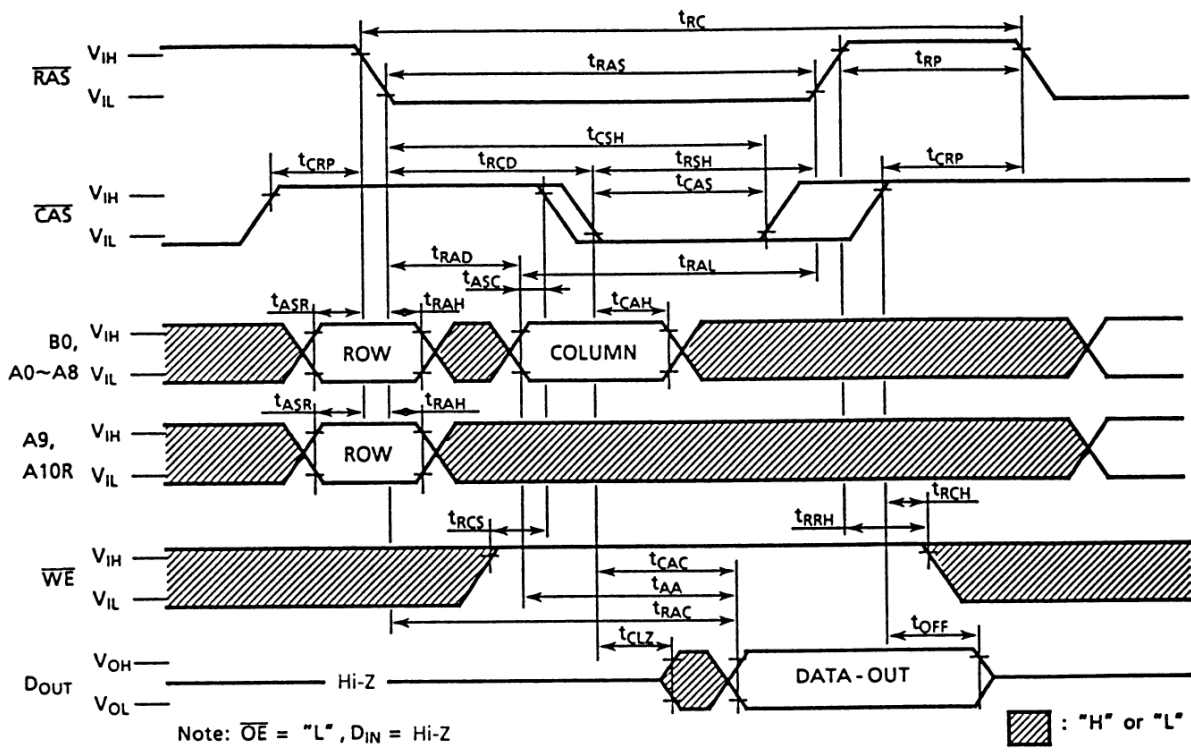 tRC
VIH
RAS
VIL
tRAS
tRP
tCSH
tCRP
tRCD
tRSH
tCRP
VIH
CAS
VIL
tCAS
tRAD
tRAL
tASC
tASR
tRAH
tCAH
B0,
A0~A8
VIH
VIL
ROW
COLUMN
tASR
tRAH
A9,
A10R
VIH
VIL
ROW
tRCS
tRRH
tRCH
WE
VIH
VIL
tCAC
tAA
tRAC
tCLZ
tOFF
DOUT
VOH
VOL
Hi-Z
DATA-OUT
Note: OE = "L", DIN = Hi-Z
: "H" or "L"